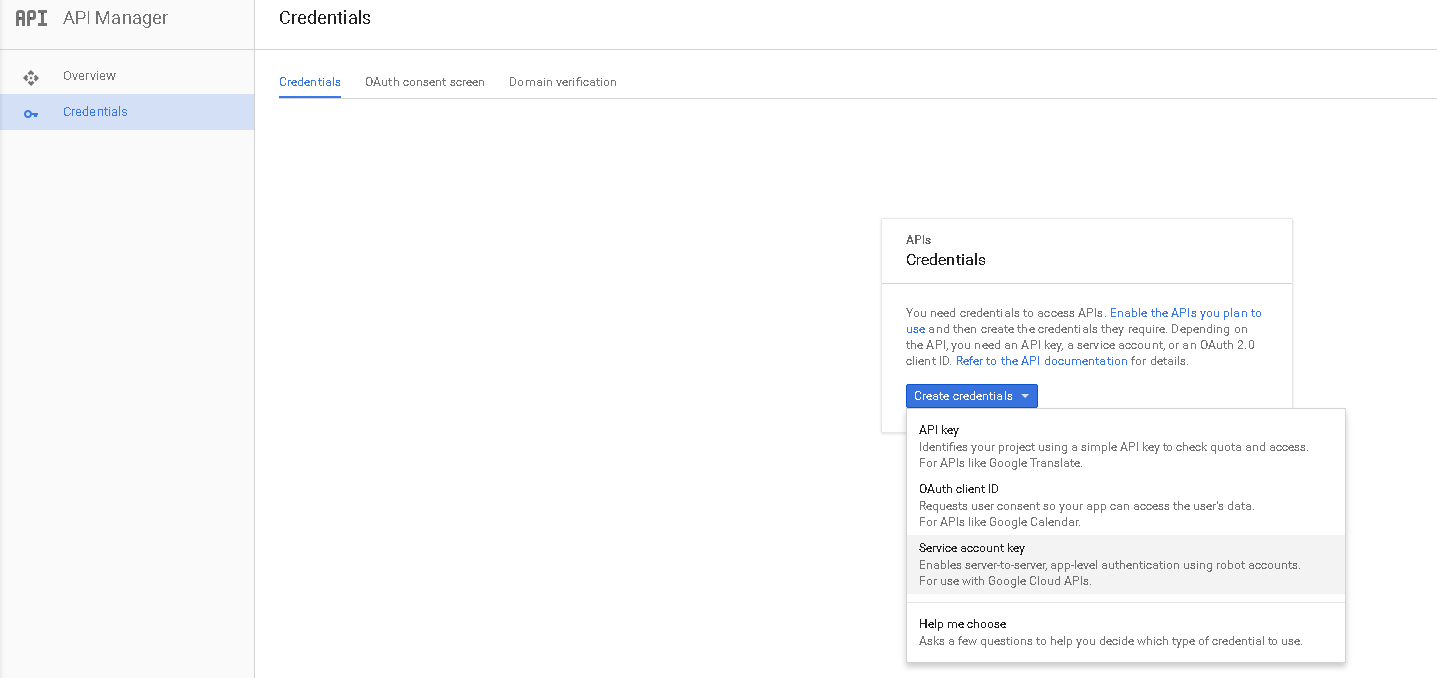 API API Manager
Credentials
Overview
Credentials
Credentials OAuth consent screen Domain verification
APIs
Credentials
You need credentials to access APIs. Enable the APIs you plan to
use and then create the credentials they require. Depending on
the API, you need an API key, a service account, or an OAuth 2.0
client ID. Refer to the API documentation for details.
Create credentials
API key
Identifies your project using a simple API key to check quota and access.
For APIs like Google Translate.
OAuth client ID
Requests user consent so your app can access the user's data.
For APIs like Google Calendar.
Service account key
Enables server-to-server, app-level authentication using robot accounts.
For use with Google Cloud APIs.
Help me choose
Asks a few questions to help you decide which type of credential to use.